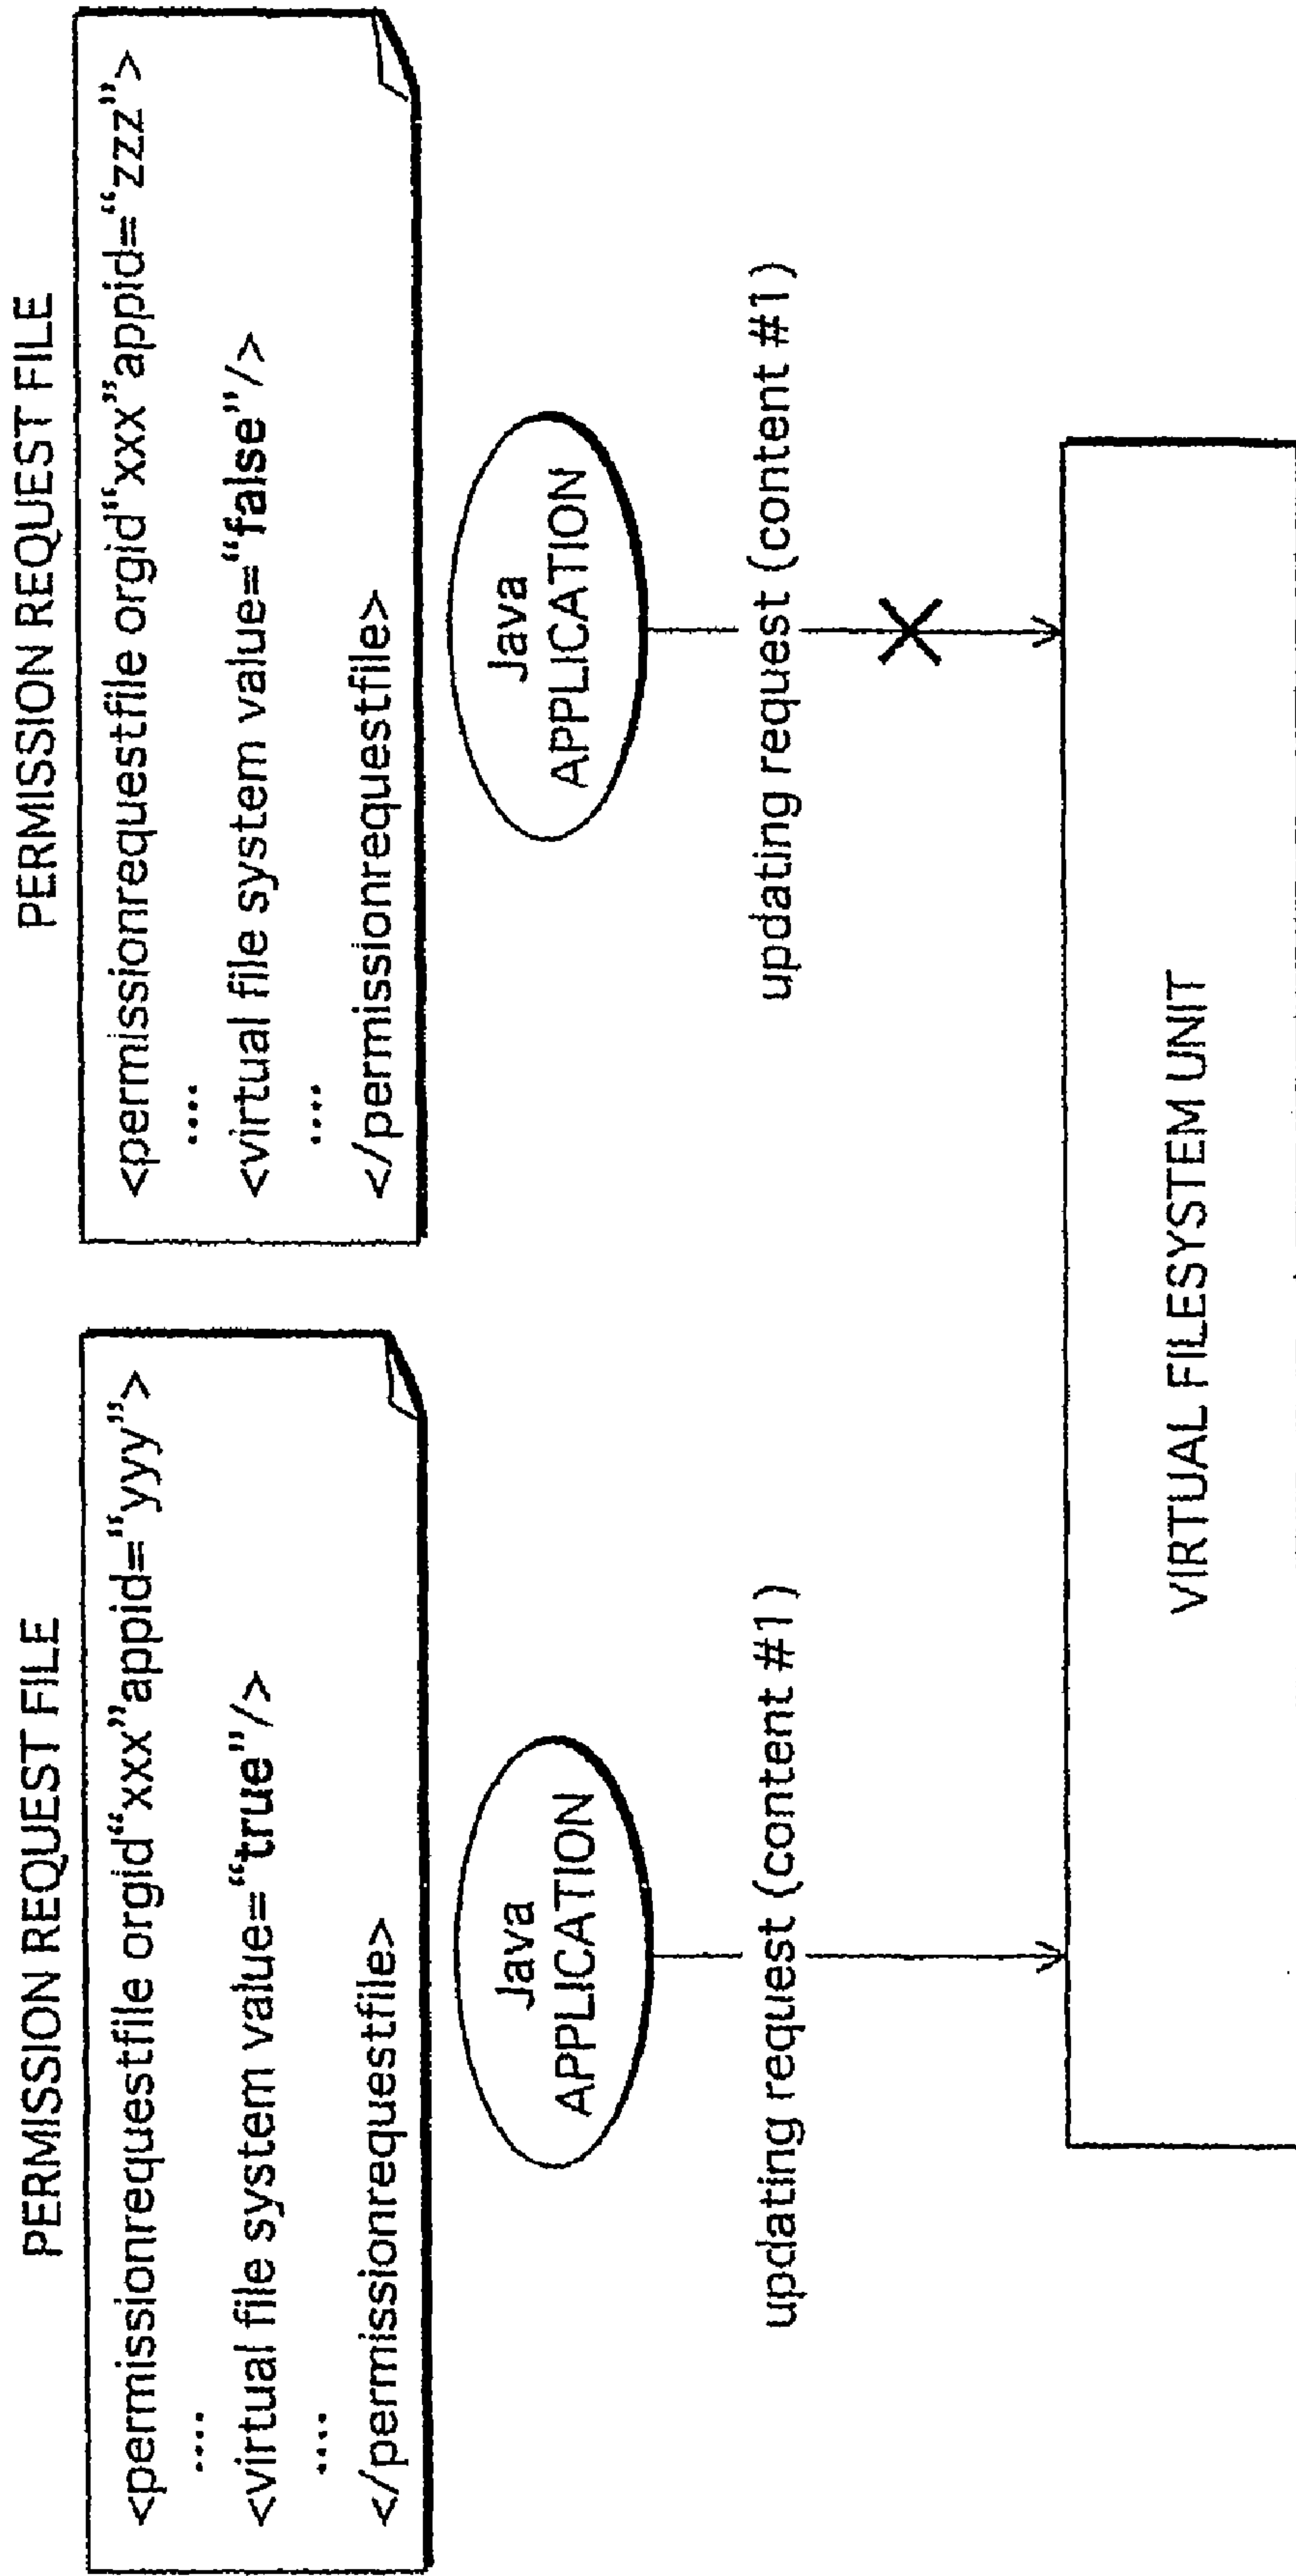 PERMISSION REQUEST FILE
<permissionrequestfile orgid“xxx”appid=“yyy”>
....
<virtual file system value=“true”/>
....
</permissionrequestfile>
Java
APPLICATION
updating request (content #1)
PERMISSION REQUEST FILE
<permissionrequestfile orgid“xxx”appid=“zzz”>
....
<virtual file system value=“false”/>
....
</permissionrequestfile>
Java
APPLICATION
updating request (content #1)
VIRTUAL FILESYSTEM UNIT